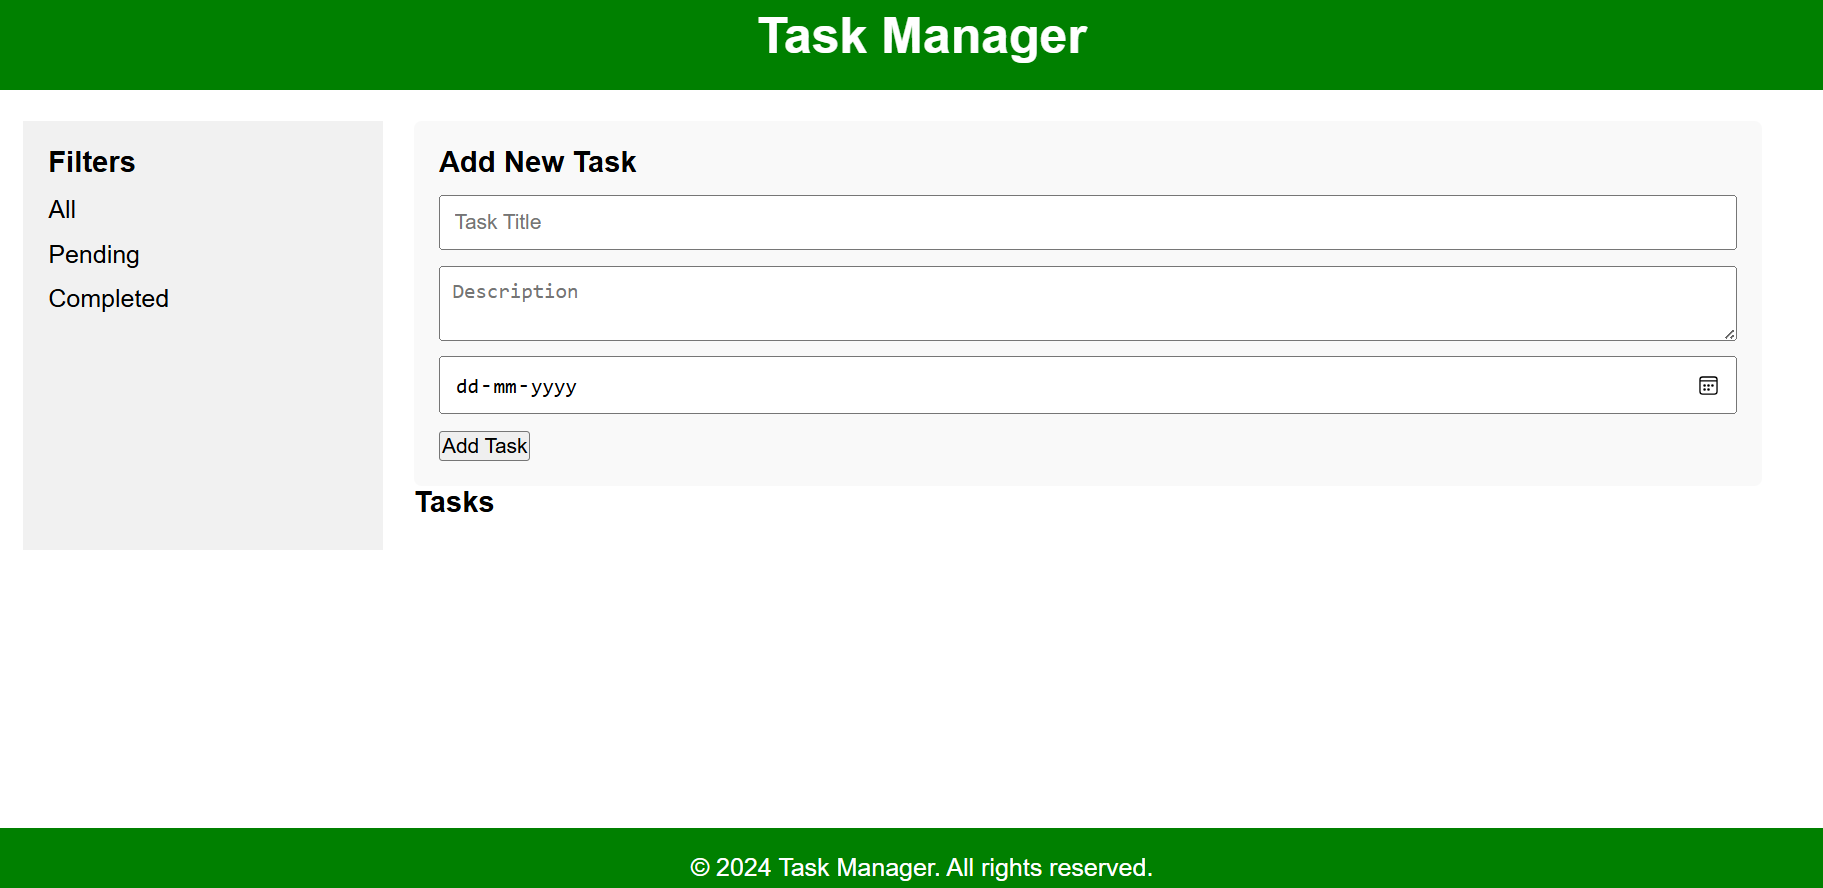 Task Manager
Filters
All
Pending
Completed
Add New Task
Task Title
Description
dd-mm-yyyy
Add Task
Tasks
© 2024 Task Manager. All rights reserved.